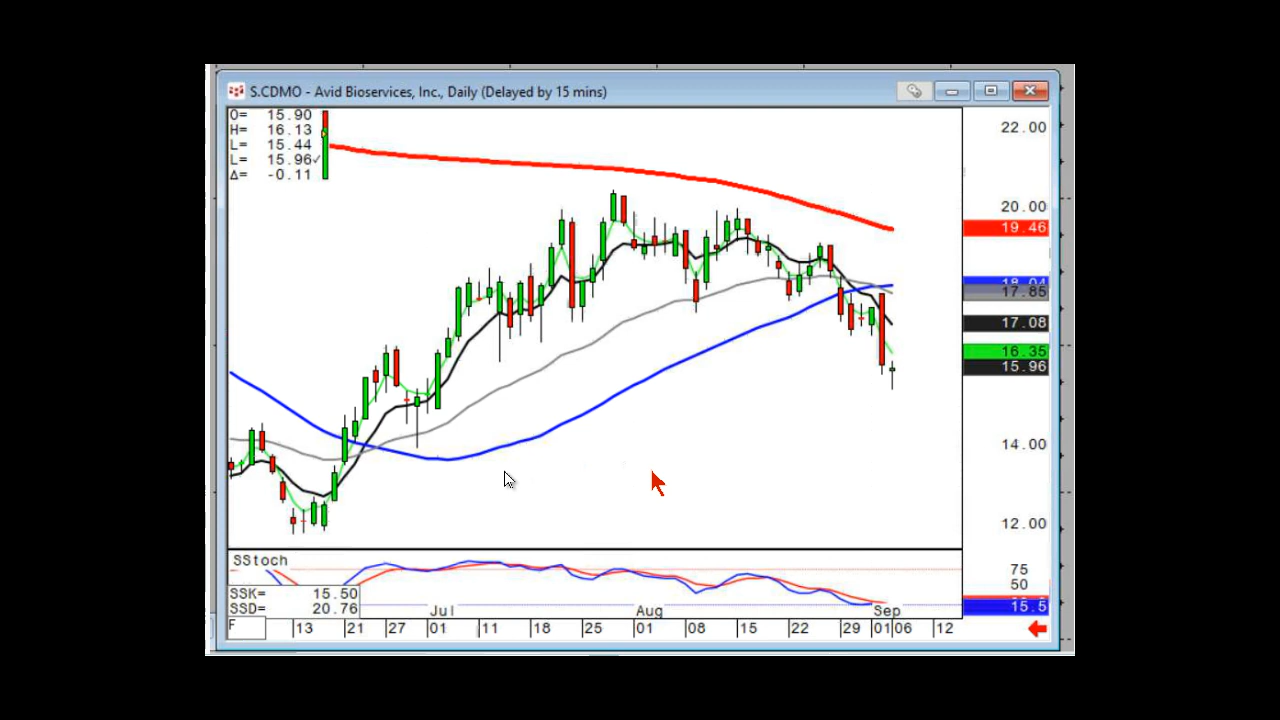 S.CDMO - Avid Bioservices, Inc., Daily (Delayed by 15 mins)
O= 15.90
H= 16.13
L= 15.44
L= 15.96✓
Δ= -0.11
22.00
20.00
19.46
18.04
17.85
17.08
16.35
15.96
14.00
12.00
SStoch
75
50
SSK= 15.50
SSD= 20.76
15.5
Jul Aug Sep
F 13 21 27 01 11 18 25 01 08 15 22 29 01 06 12